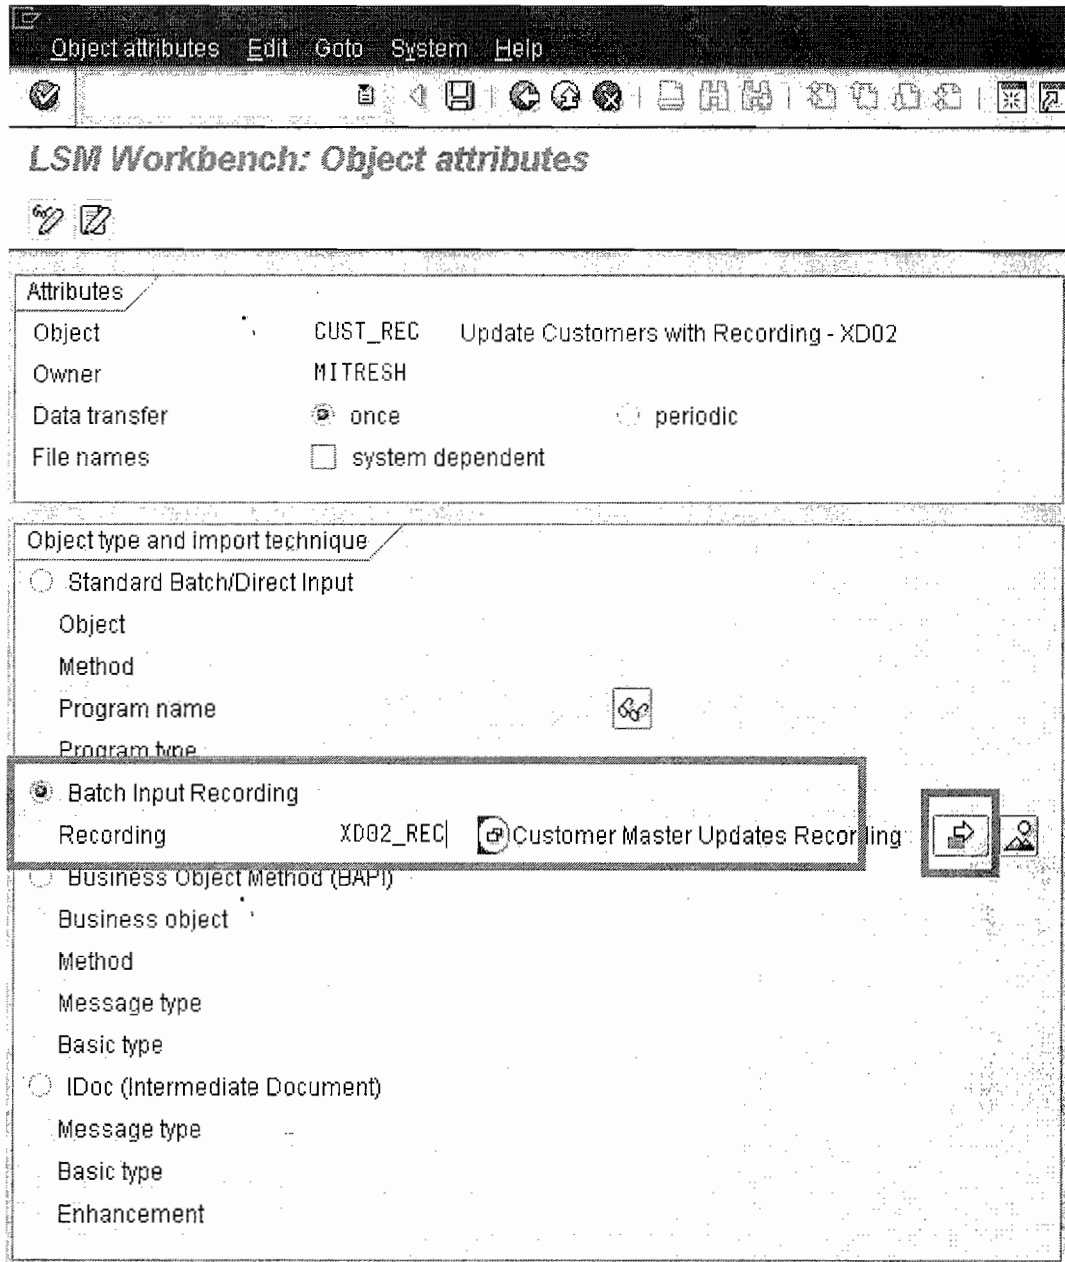 Object attributes Edit Goto System Help
LSM Workbench: Object attributes
Attributes
Object CUST_REC Update Customers with Recording - XD02
Owner MITRESH
Data transfer once periodic
File names system dependent
Object type and import technique
Standard Batch/Direct Input
Object
Method
Program name
Program type
Batch Input Recording
Recording XD02_REC Customer Master Updates Recording
Business Object Method (BAPI)
Business object
Method
Message type
Basic type
IDoc (Intermediate Document)
Message type
Basic type
Enhancement